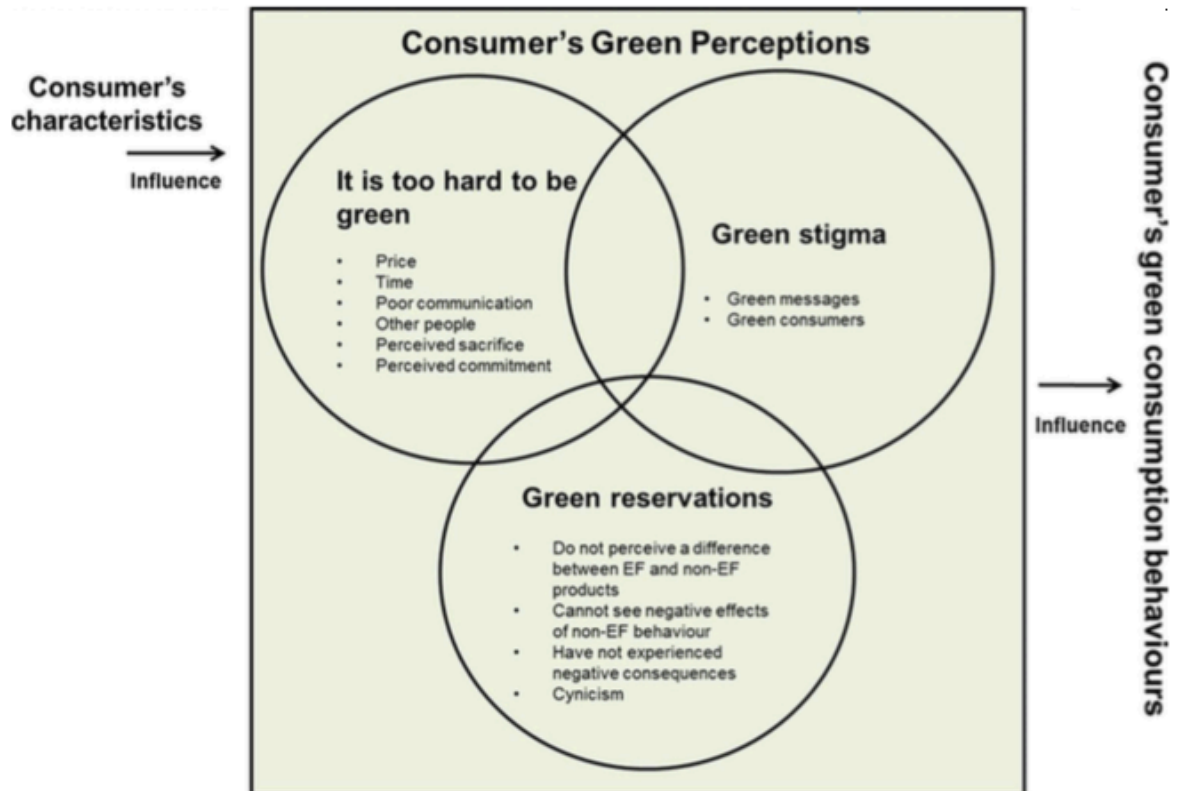 Consumer's Green Perceptions
Consumer's
characteristics
Influence
It is too hard to be
green
• Price
• Time
• Poor communication
• Other people
• Perceived sacrifice
• Perceived commitment
Green stigma
• Green messages
• Green consumers
Green reservations
• Do not perceive a difference
between EF and non-EF
products
• Cannot see negative effects
of non-EF behaviour
• Have not experienced
negative consequences
• Cynicism
Influence
Consumer's green consumption behaviours